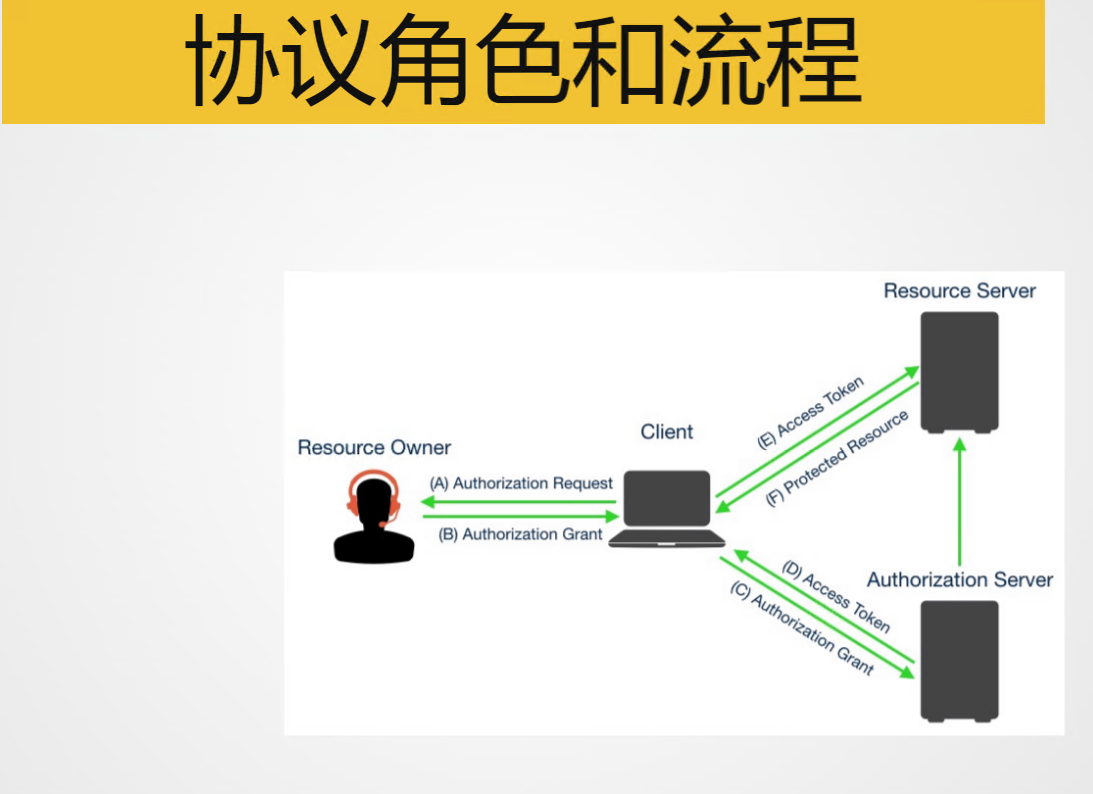 协议角色和流程
Resource Server
(E) Access Token
(F) Protected Resource
Client
Resource Owner
(A) Authorization Request
(B) Authorization Grant
(D) Access Token
(C) Authorization Grant
Authorization Server